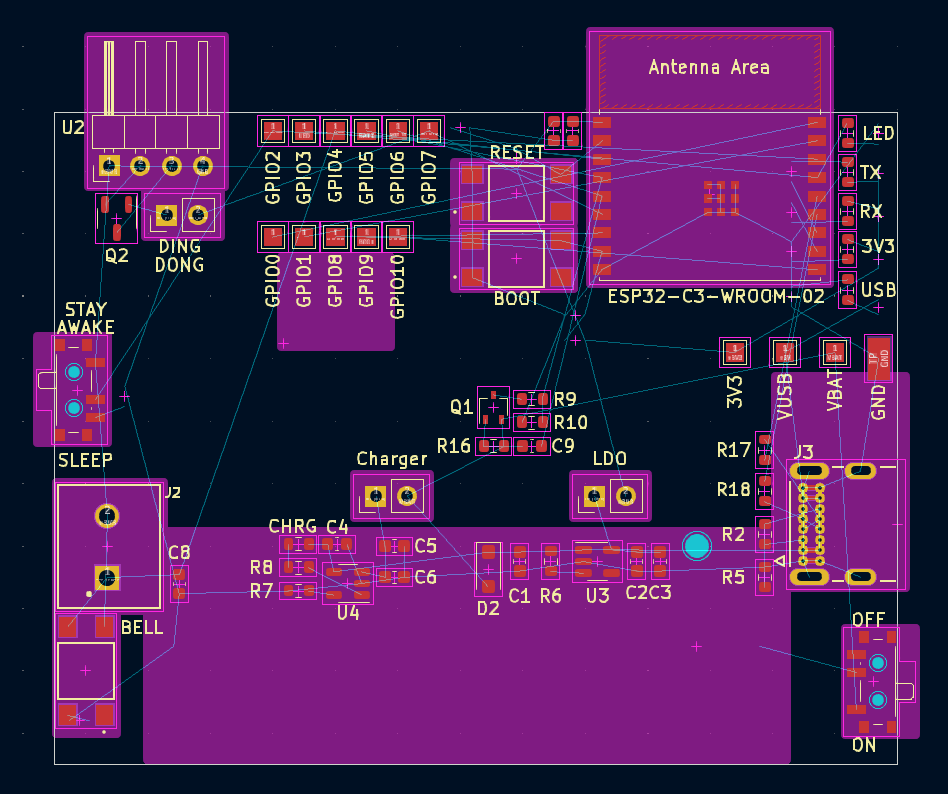 Antenna Area
U2
LED
RESET
TX
GPIO2
GPIO3
GPIO4
GPIO5
GPIO6
GPIO7
RX
DING
DONG
Q2
3V3
GPIO0
GPIO1
GPIO8
GPIO9
GPIO10
USB
BOOT
ESP32-C3-WROOM-02
STAY
AWAKE
3V3
VUSB
VBAT
GND
R9
Q1
R10
R16
C9
SLEEP
Charger
LDO
R17
J3
R18
J2
CHRG
C4
R2
C5
C8
R8
C6
R5
R7
U4
D2
C1
R6
U3
C2
C3
BELL
OFF
ON